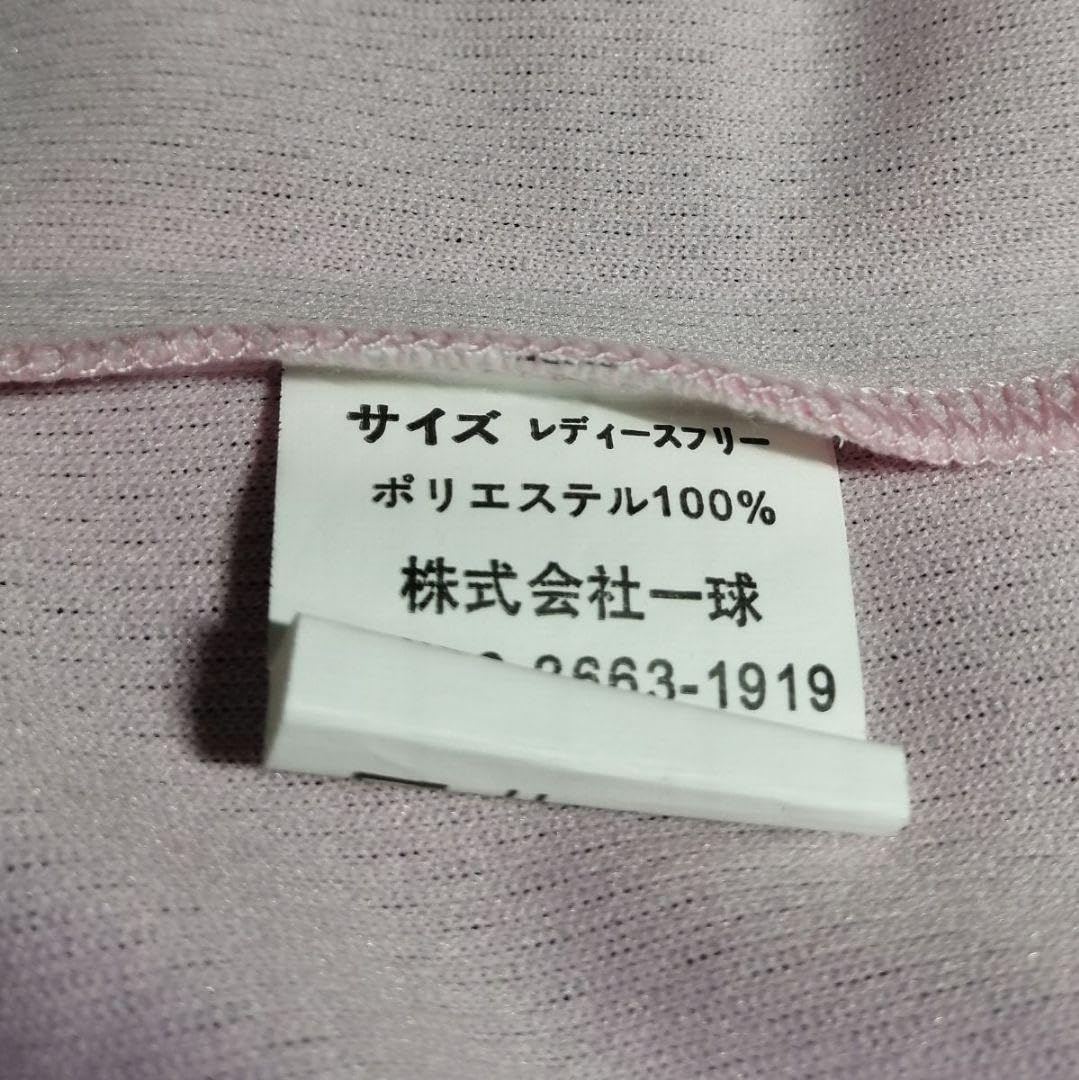 サイズ レディースフリー
ポリエステル100%
株式会社一球
3663-1919